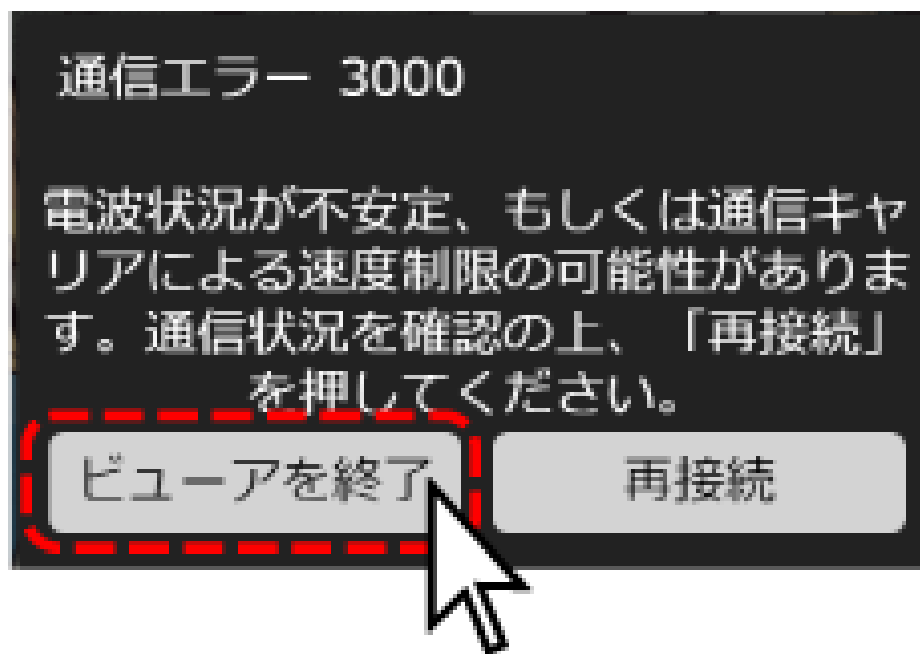 通信エラー 3000
電波状況が不安定、もしくは通信キャ
リアによる速度制限の可能性がありま
す。通信状況を確認の上、「再接続」
を押してください。
ビューアを終了 再接続